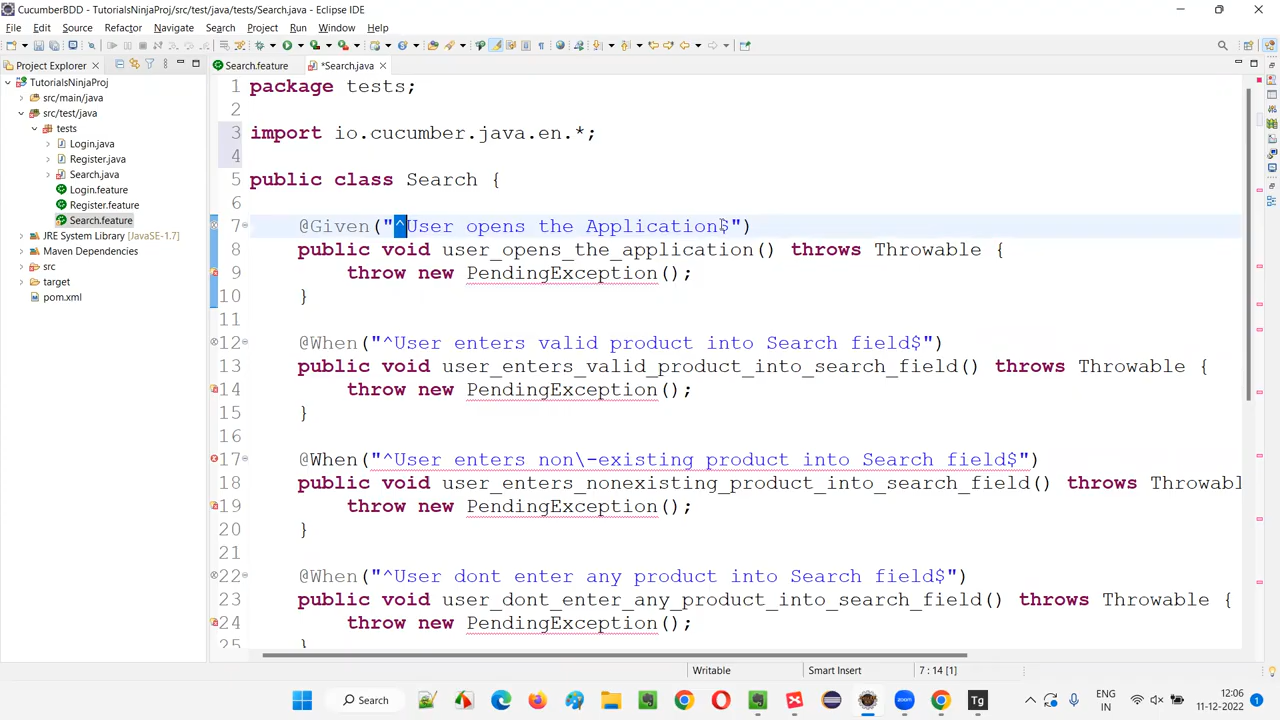 CucumberBDD - TutorialsNinjaProj/src/test/java/tests/Search.java - Eclipse IDE
File Edit Source Refactor Navigate Search Project Run Window Help
Project Explorer
Search.feature
*Search.java
TutorialsNinjaProj
src/main/java
src/test/java
tests
Login.java
Register.java
Search.java
Login.feature
Register.feature
Search.feature
JRE System Library [JavaSE-1.7]
Maven Dependencies
src
target
pom.xml
1 package tests;
2
3 import io.cucumber.java.en.*;
4
5 public class Search {
6
7 @Given("^User opens the Application$")
8 public void user_opens_the_application() throws Throwable {
9 throw new PendingException();
10 }
11
12 @When("^User enters valid product into Search field$")
13 public void user_enters_valid_product_into_search_field() throws Throwable {
14 throw new PendingException();
15 }
16
17 @When("^User enters non\-existing product into Search field$")
18 public void user_enters_nonexisting_product_into_search_field() throws Throwabl
19 throw new PendingException();
20 }
21
22 @When("^User dont enter any product into Search field$")
23 public void user_dont_enter_any_product_into_search_field() throws Throwable {
24 throw new PendingException();
25 }
Writable
Smart Insert
7 : 14 [1]
Search
Tg
ENG
IN
12:06
11-12-2022
1